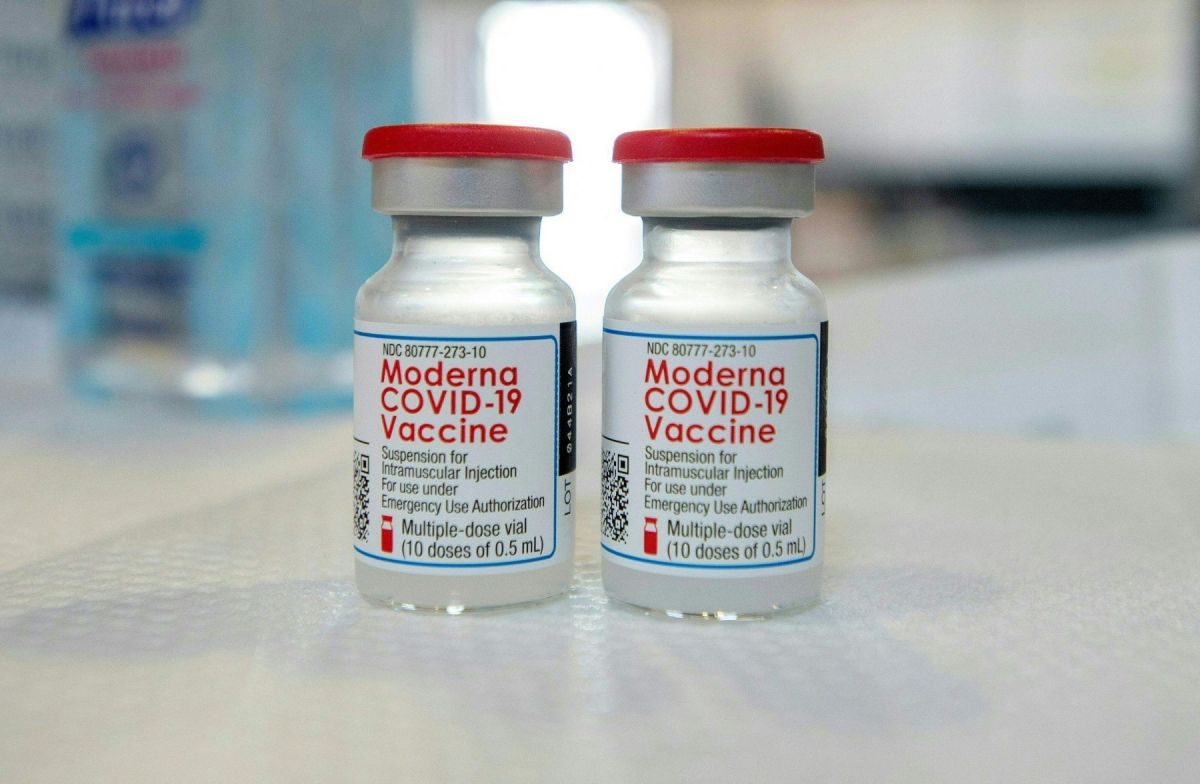 NDC 80777-273-10
Moderna
COVID-19
Vaccine
Suspension for
Intramuscular Injection
For use under
Emergency Use Authorization
Multiple-dose vial
(10 doses of 0.5 mL)
LOT
NDC 80777-273-10
Moderna
COVID-19
Vaccine
Suspension for
Intramuscular Injection
For use under
Emergency Use Authorization
Multiple-dose vial
(10 doses of 0.5 mL)
LOT